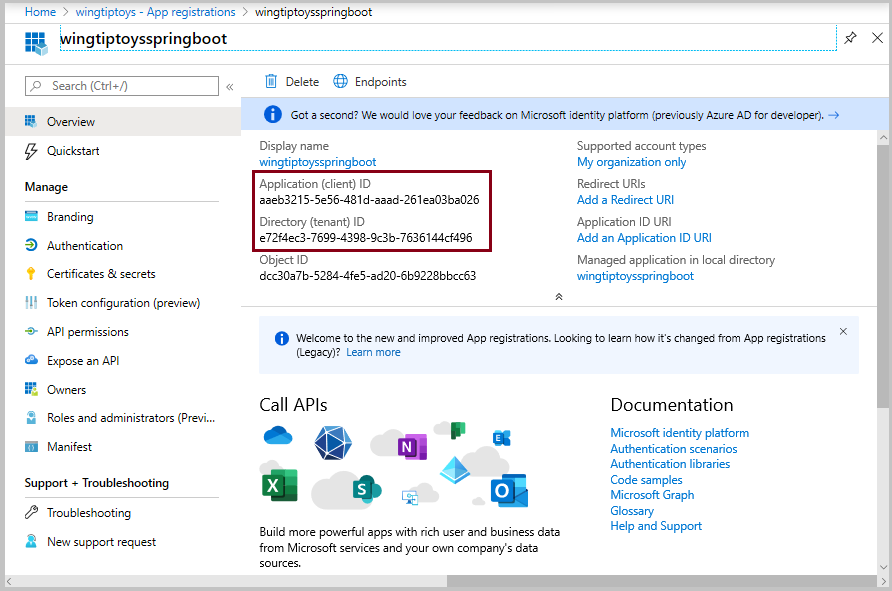 Home > wingtiptoys - App registrations > wingtiptoysspringboot
wingtiptoysspringboot
Search (Ctrl+/)
«
Delete
Endpoints
Got a second? We would love your feedback on Microsoft identity platform (previously Azure AD for developer). →
Overview
Quickstart
Manage
Branding
Authentication
Certificates & secrets
Token configuration (preview)
API permissions
Expose an API
Owners
Roles and administrators (Previ...
Manifest
Support + Troubleshooting
Troubleshooting
New support request
Display name
wingtiptoysspringboot
Application (client) ID
aaeb3215-5e56-481d-aaad-261ea03ba026
Directory (tenant) ID
e72f4ec3-7699-4398-9c3b-7636144cf496
Object ID
dcc30a7b-5284-4fe5-ad20-6b9228bbcc63
Supported account types
My organization only
Redirect URIs
Add a Redirect URI
Application ID URI
Add an Application ID URI
Managed application in local directory
wingtiptoysspringboot
Welcome to the new and improved App registrations. Looking to learn how it's changed from App registrations
(Legacy)? Learn more
Call APIs
N
E
X
S
O
Build more powerful apps with rich user and business data
from Microsoft services and your own company's data
sources.
Documentation
Microsoft identity platform
Authentication scenarios
Authentication libraries
Code samples
Microsoft Graph
Glossary
Help and Support